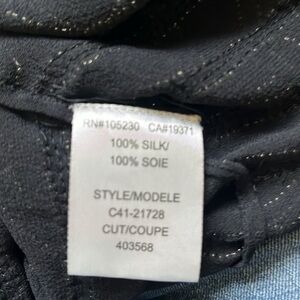 RN#105230 CA#19371
100% SILK/
100% SOIE
STYLE/MODELE
C41-21728
CUT/COUPE
403568